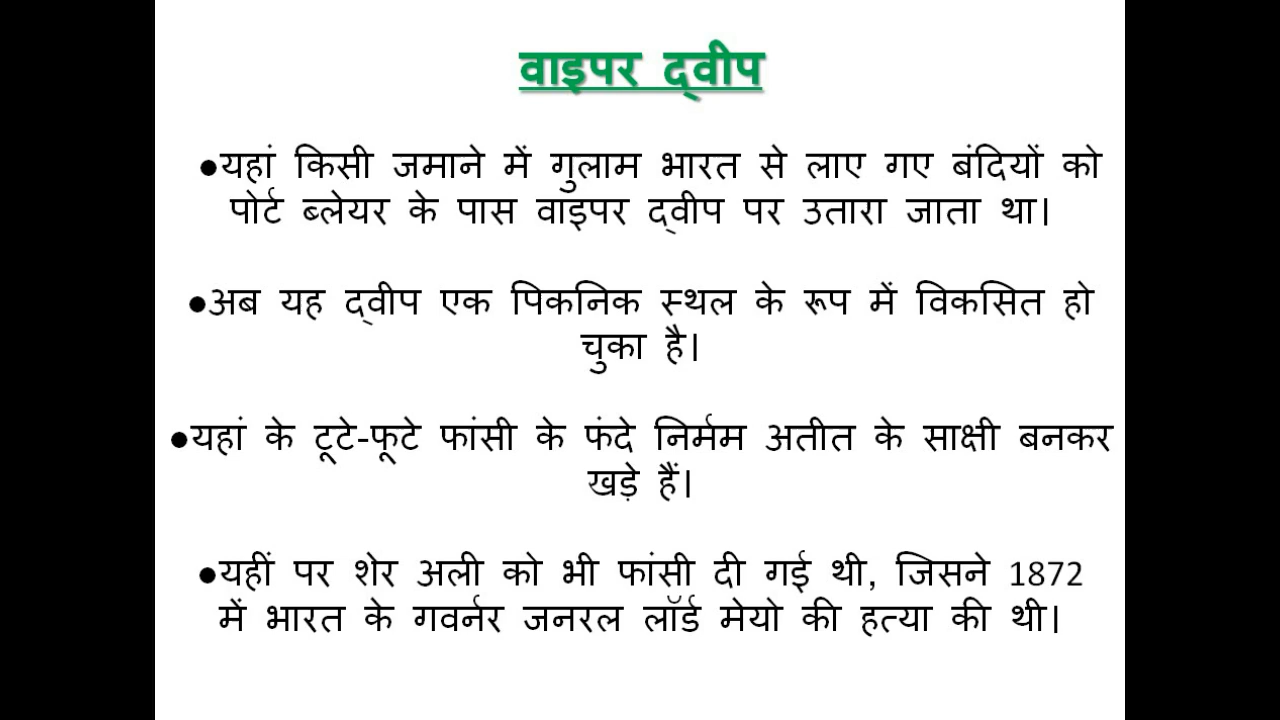 वाइपर द्वीप
●यहां किसी जमाने में गुलाम भारत से लाए गए बंदियों को
पोर्ट ब्लेयर के पास वाइपर द्वीप पर उतारा जाता था।
●अब यह द्वीप एक पिकनिक स्थल के रूप में विकसित हो
चुका है।
●यहां के टूटे-फूटे फांसी के फंदे निर्मम अतीत के साक्षी बनकर
खड़े हैं।
●यहीं पर शेर अली को भी फांसी दी गई थी, जिसने 1872
में भारत के गवर्नर जनरल लॉर्ड मेयो की हत्या की थी।